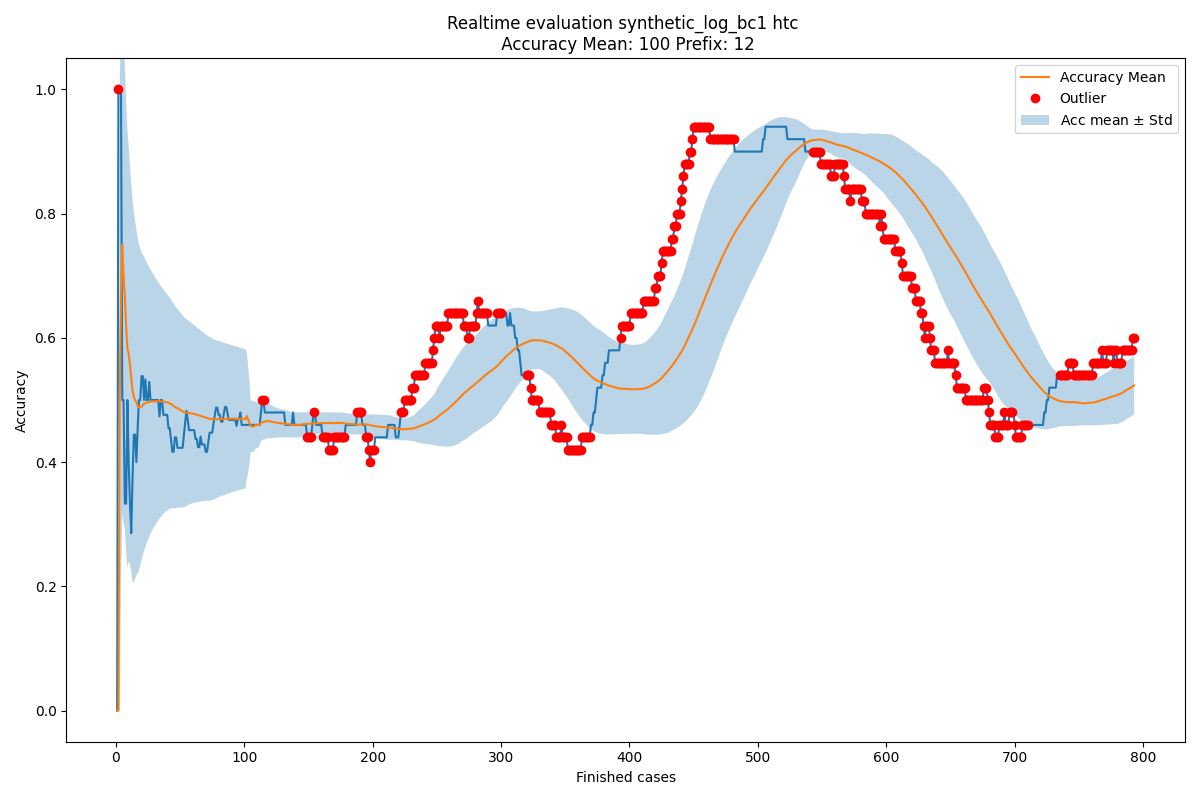 Realtime evaluation synthetic_log_bc1 htc
Accuracy Mean: 100 Prefix: 12
Accuracy Mean
Outlier
Acc mean ± Std
Accuracy
1.0
0.8
0.6
0.4
0.2
0.0
0 100 200 300 400 500 600 700 800
Finished cases